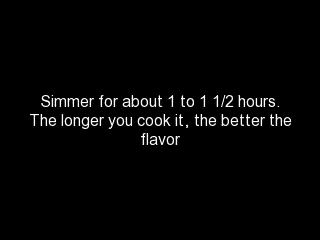 Simmer for about 1 to 1 1/2 hours.
The longer you cook it, the better the
flavor